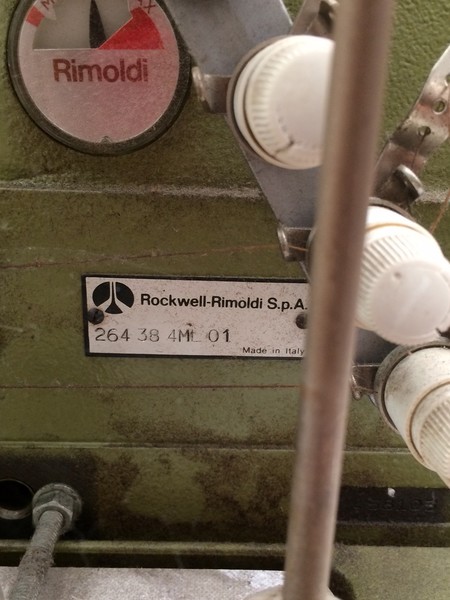 Rimoldi
Rockwell-Rimoldi S.p.A.
264 38 4ML 01
Made in Italy